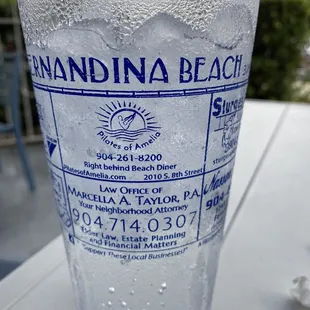 ERNANDINA BEACH
Pilates of Amelia
904-261-8200
Right behind Beach Diner
PilatesofAmelia.com 2010 S. 8th Street
Law Office of
Marcella A. Taylor, P.A.
Your Neighborhood Attorney
904.714.0307
Elder Law, Estate Planning
and Financial Matters
"Support These Local Businesses"
Sturge
904